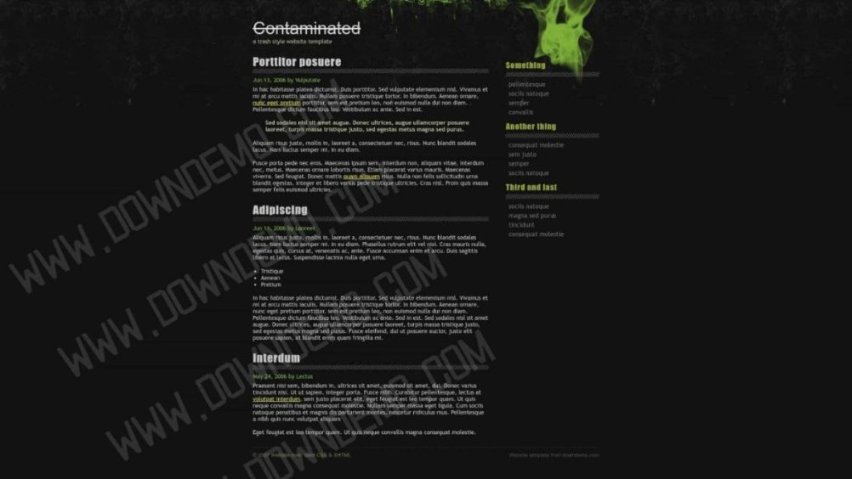 Contaminated
a trash style website template
Porttitor posuere
Jun 13, 2006 by Vulputate
In hac habitasse platea dictumst. Duis porttitor. Sed vulputate elementum nisl. Vivamus et
mi at arcu mattis iaculis. Nullam posuere tristique tortor. In bibendum. Aenean ornare,
nunc eget pretium porttitor, sem est pretium leo, non euismod nulla dui non diam.
Pellentesque dictum faucibus leo. Vestibulum ac ante. Sed in est.
Sed sodales nisl sit amet augue. Donec ultrices, augue ullamcorper posuere
laoreet, turpis massa tristique justo, sed egestas metus magna sed purus.
Aliquam risus justo, mollis in, laoreet a, consectetuer nec, risus. Nunc blandit sodales
lacus. Nam luctus semper mi. In eu diam.
Fusce porta pede nec eros. Maecenas ipsum sem, interdum non, aliquam vitae, interdum
nec, metus. Maecenas ornare lobortis risus. Etiam placerat varius mauris. Maecenas
viverra. Sed feugiat. Donec mattis quam aliquam risus. Nulla non felis sollicitudin urna
blandit egestas. Integer et libero varius pede tristique ultricies. Cras nisl. Proin quis massa
semper felis euismod ultricies.
Adipiscing
Jun 11, 2006 by Laoreet
Aliquam risus justo, mollis in, laoreet a, consectetuer nec, risus. Nunc blandit sodales
lacus. Nam luctus semper mi. In eu diam. Phasellus rutrum elit vel nisi. Cras mauris nulla,
egestas quis, cursus at, venenatis ac, ante. Fusce accumsan enim et arcu. Duis sagittis
libero at lacus. Suspendisse lacinia nulla eget urna.
Tristique
Aenean
Pretium
In hac habitasse platea dictumst. Duis porttitor. Sed vulputate elementum nisl. Vivamus et
mi at arcu mattis iaculis. Nullam posuere tristique tortor. In bibendum. Aenean ornare,
nunc eget pretium porttitor, sem est pretium leo, non euismod nulla dui non diam.
Pellentesque dictum faucibus leo. Vestibulum ac ante. Sed in est. Sed sodales nisl sit amet
augue. Donec ultrices, augue ullamcorper posuere laoreet, turpis massa tristique justo,
sed egestas metus magna sed purus. Fusce eleifend, dui ut posuere auctor, justo elit
posuere sapien, at blandit enim quam fringilla mi.
Interdum
May 24, 2006 by Lectus
Praesent nisi sem, bibendum in, ultrices sit amet, euismod sit amet, dui. Donec varius
tincidunt nisi. Ut ut sapien. Integer porta. Fusce nibh. Curabitur pellentesque, lectus at
volutpat interdum, sem justo placerat elit, eget feugiat est leo tempor quam. Ut quis
neque convallis magna consequat molestie. Nullam semper massa eget ligula. Cum sociis
natoque penatibus et magnis dis parturient montes, nascetur ridiculus mus. Pellentesque
a nibh quis nunc volutpat aliquam
Eget feugiat est leo tempor quam. Ut quis neque convallis magna consequat molestie.
Something
pellentesque
sociis natoque
semper
convallis
Another thing
consequat molestie
sem justo
semper
sociis natoque
Third and last
sociis natoque
magna sed purus
tincidunt
consequat molestie
CSS & XHTML
Website template from
WWW.DOWNDEMO.COM
WWW.DOWNDEMO.COM
WWW.DOWNDEMO.COM
WWW.DOWNDEMO.COM